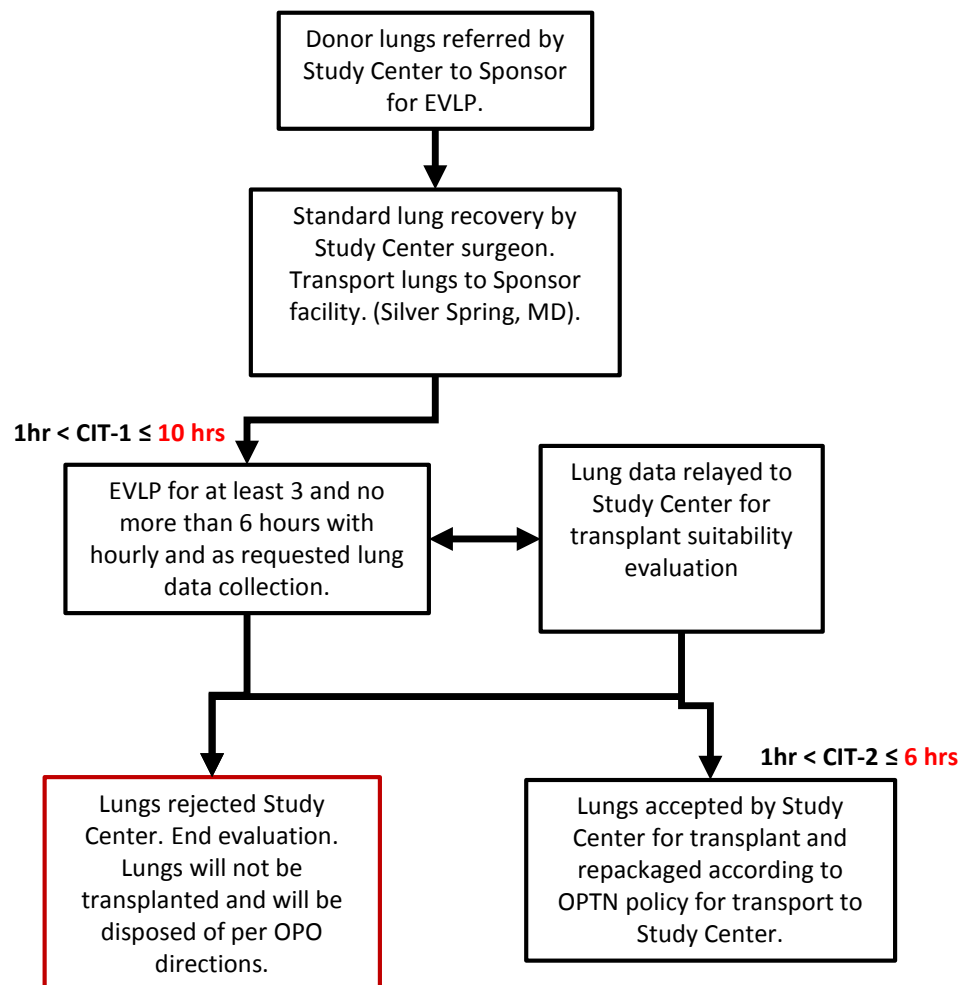 Donor lungs referred by
Study Center to Sponsor
for EVLP.
Standard lung recovery by
Study Center surgeon.
Transport lungs to Sponsor
facility. (Silver Spring, MD).
1hr < CIT-1 ≤ 10 hrs
EVLP for at least 3 and no
more than 6 hours with
hourly and as requested lung
data collection.
Lung data relayed to
Study Center for
transplant suitability
evaluation
1hr < CIT-2 ≤ 6 hrs
Lungs rejected Study
Center. End evaluation.
Lungs will not be
transplanted and will be
disposed of per OPO
directions.
Lungs accepted by Study
Center for transplant and
repackaged according to
OPTN policy for transport to
Study Center.